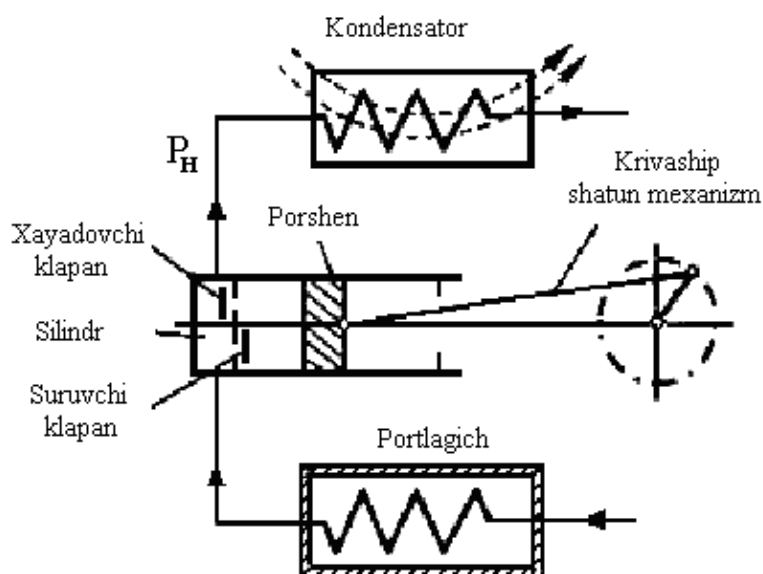 Kondensator
P_H
Krivaship
shatun mexanizm
Porshen
Xayadovchi
klapan
Silindr
Suruvchi
klapan
Portlagich